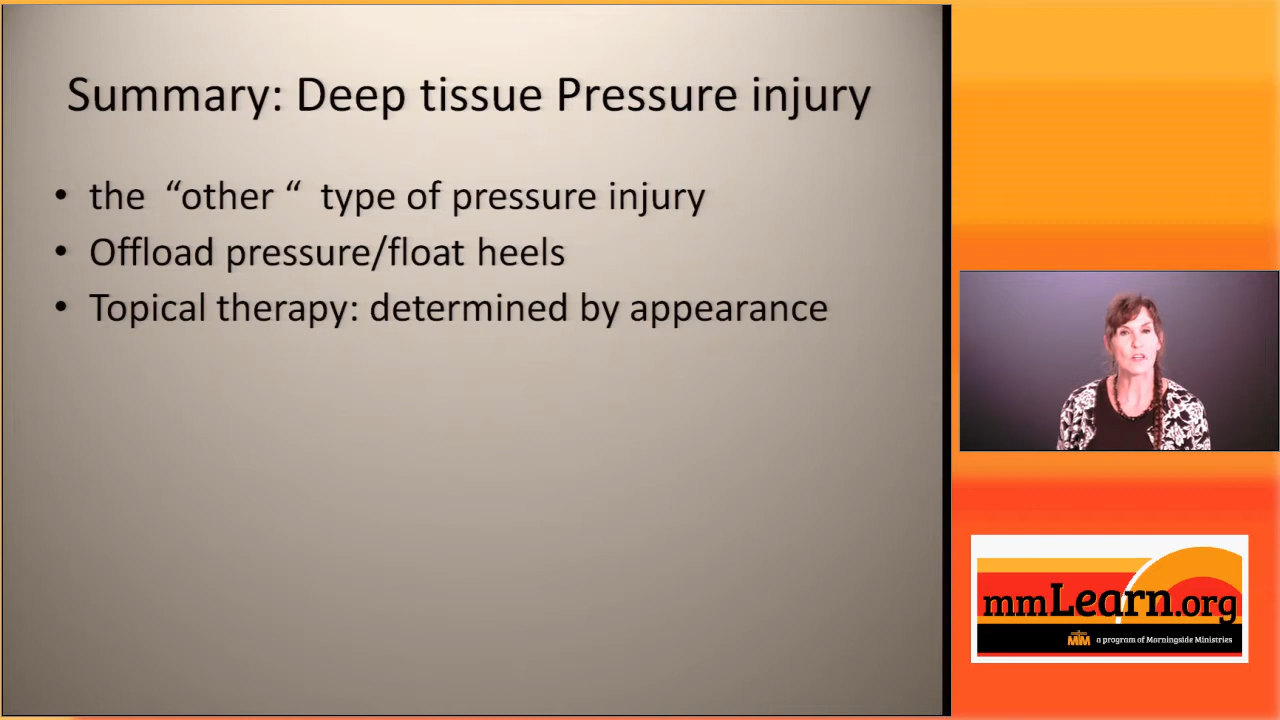 Summary: Deep tissue Pressure injury
• the “other “ type of pressure injury
• Offload pressure/float heels
• Topical therapy: determined by appearance
mmLearn.org
MM a program of Morningside Ministries